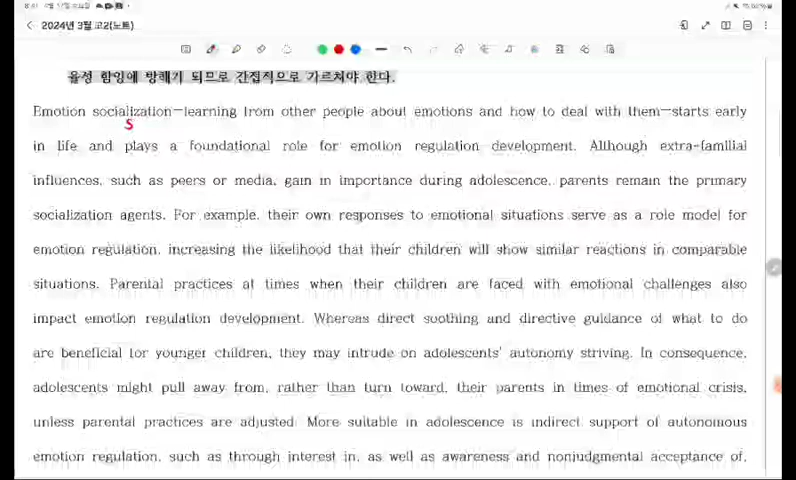 2024년 3월 고2(노트)
율성 함양에 방해가 되므로 간접적으로 가르쳐야 한다.
Emotion socialization—learning from other people about emotions and how to deal with them—starts early
S
in life and plays a foundational role for emotion regulation development. Although extra-familial
influences, such as peers or media, gain in importance during adolescence, parents remain the primary
socialization agents. For example, their own responses to emotional situations serve as a role model for
emotion regulation, increasing the likelihood that their children will show similar reactions in comparable
situations. Parental practices at times when their children are faced with emotional challenges also
impact emotion regulation development. Whereas direct soothing and directive guidance of what to do
are beneficial for younger children, they may intrude on adolescents' autonomy striving. In consequence,
adolescents might pull away from, rather than turn toward, their parents in times of emotional crisis,
unless parental practices are adjusted. More suitable in adolescence is indirect support of autonomous
emotion regulation, such as through interest in, as well as awareness and nonjudgmental acceptance of,